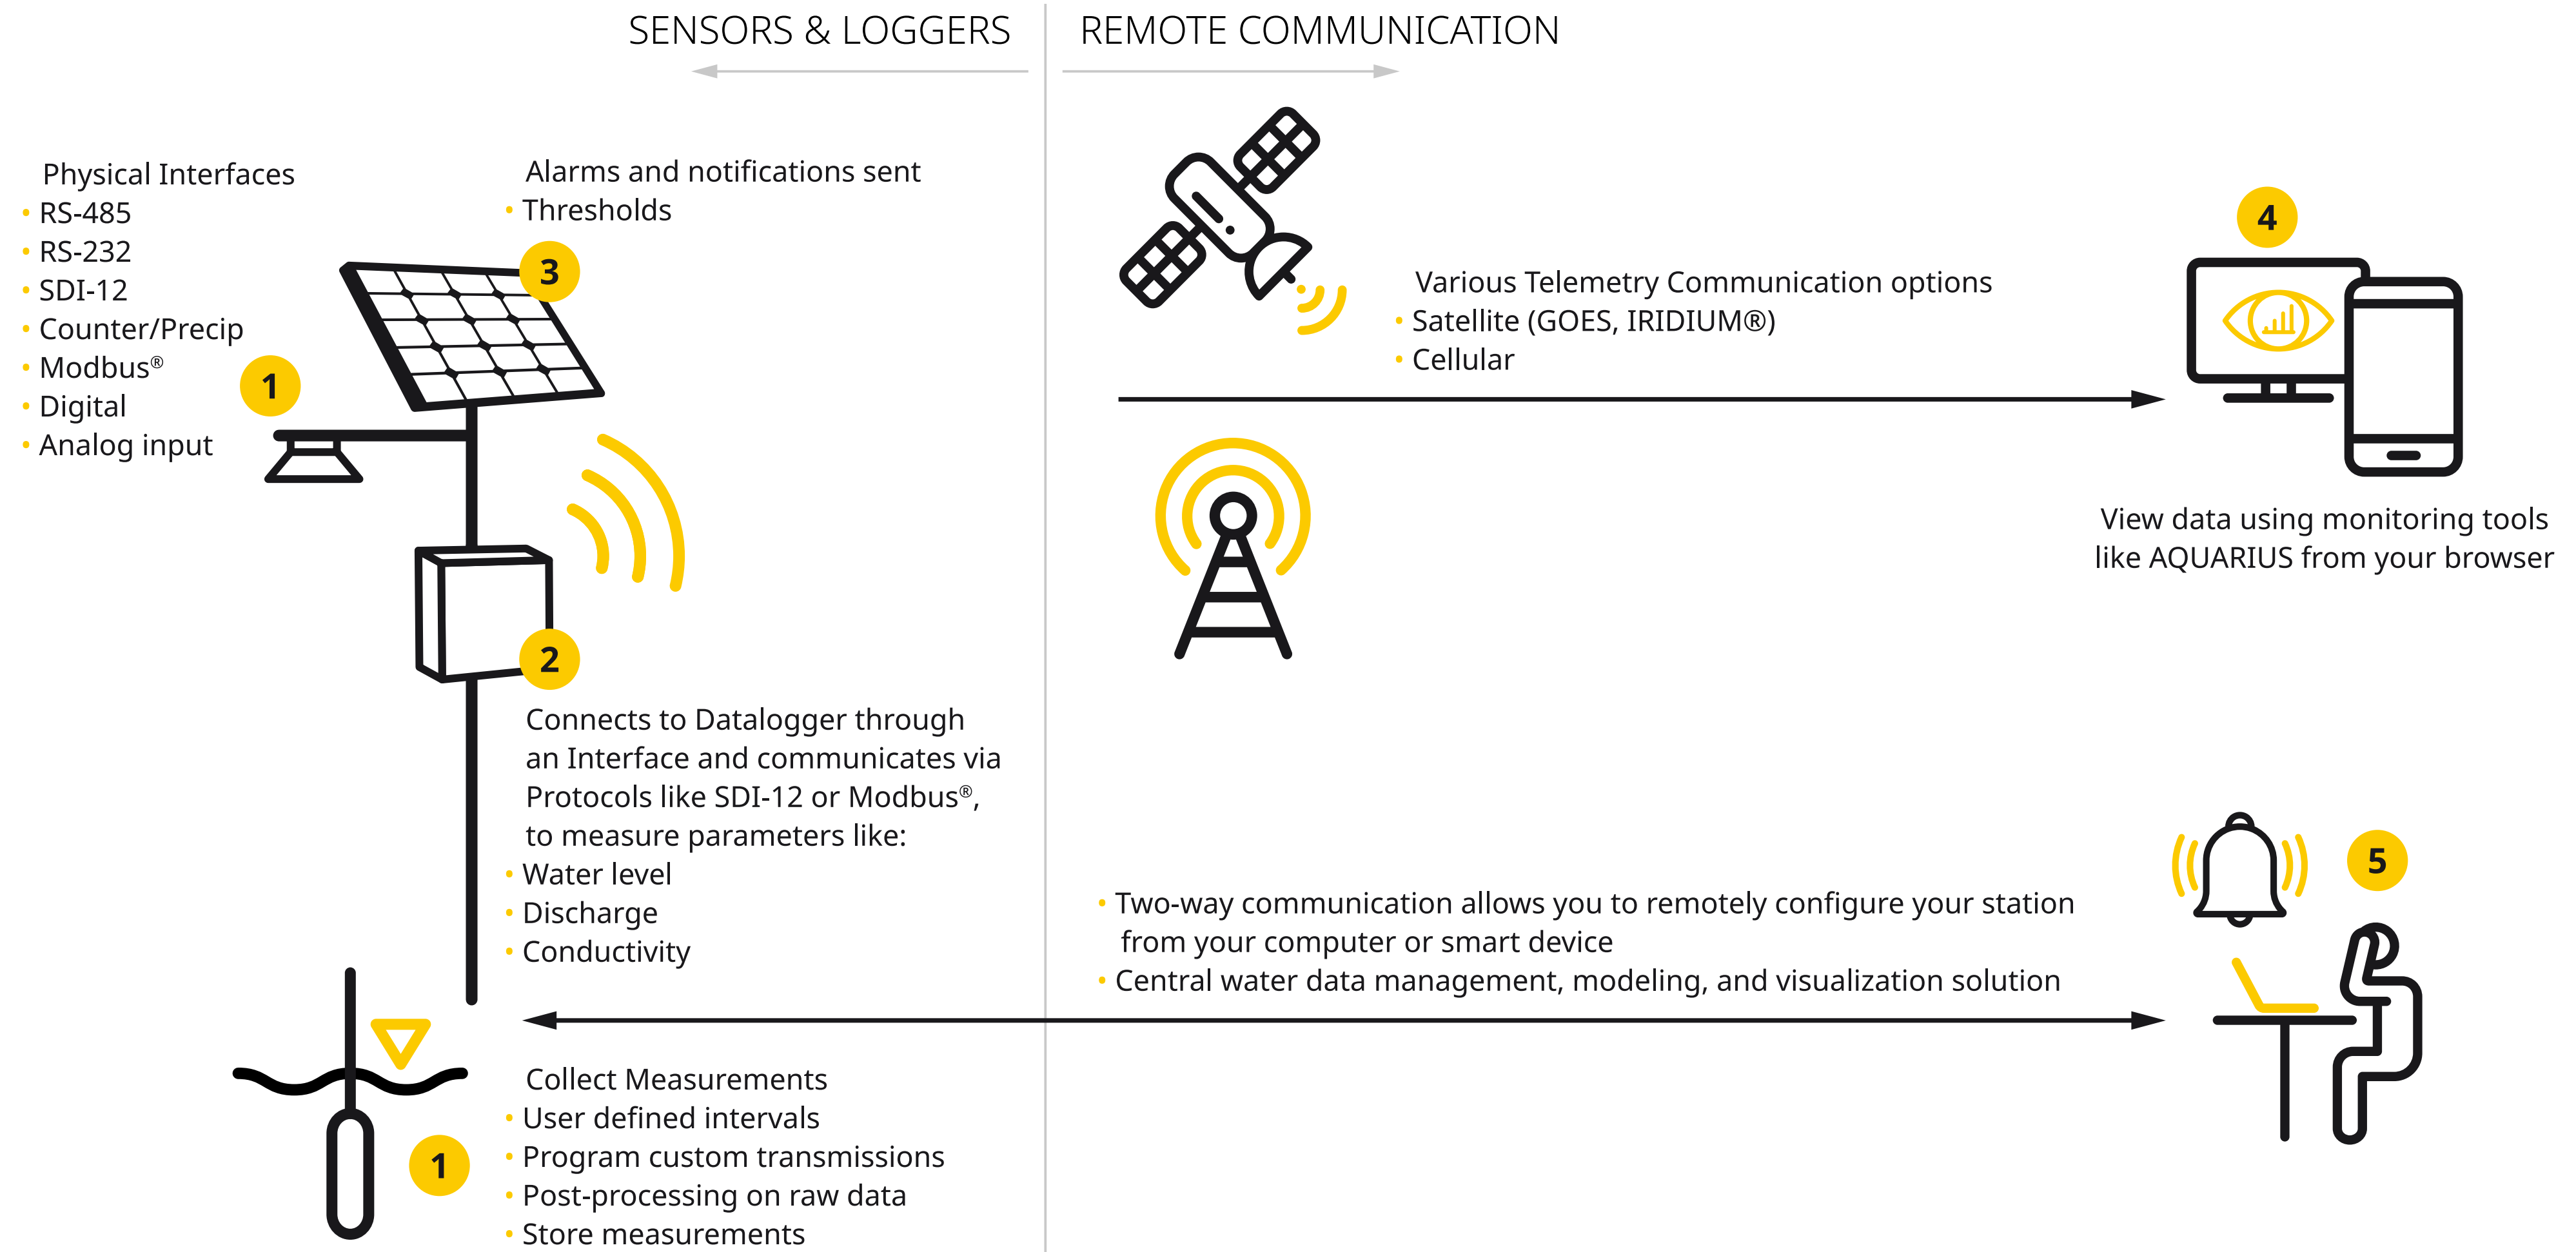 SENSORS & LOGGERS
REMOTE COMMUNICATION
Physical Interfaces
• RS-485
• RS-232
• SDI-12
• Counter/Precip
• Modbus®
• Digital
• Analog input
1
Alarms and notifications sent
• Thresholds
3
2
Connects to Datalogger through
an Interface and communicates via
Protocols like SDI-12 or Modbus®,
to measure parameters like:
• Water level
• Discharge
• Conductivity
Collect Measurements
• User defined intervals
• Program custom transmissions
• Post-processing on raw data
• Store measurements
1
Various Telemetry Communication options
• Satellite (GOES, IRIDIUM®)
• Cellular
4
View data using monitoring tools
like AQUARIUS from your browser
• Two-way communication allows you to remotely configure your station
from your computer or smart device
• Central water data management, modeling, and visualization solution
5